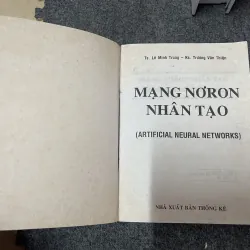 Ts. Lê Minh Trung - Ks. Trương Văn Thiện
MẠNG NƠRON
NHÂN TẠO
(ARTIFICIAL NEURAL NETWORKS)
NHÀ XUẤT BẢN THỐNG KÊ